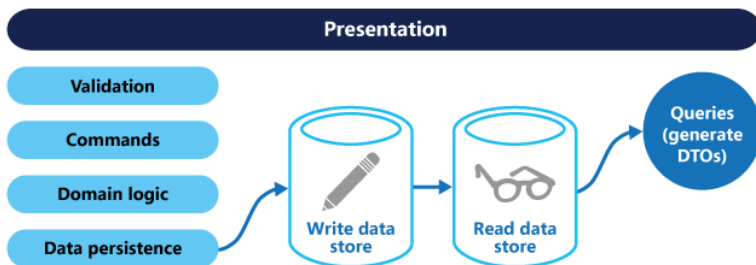 Presentation
Validation
Commands
Domain logic
Data persistence
Write data
store
Read data
store
Queries
(generate
DTOs)